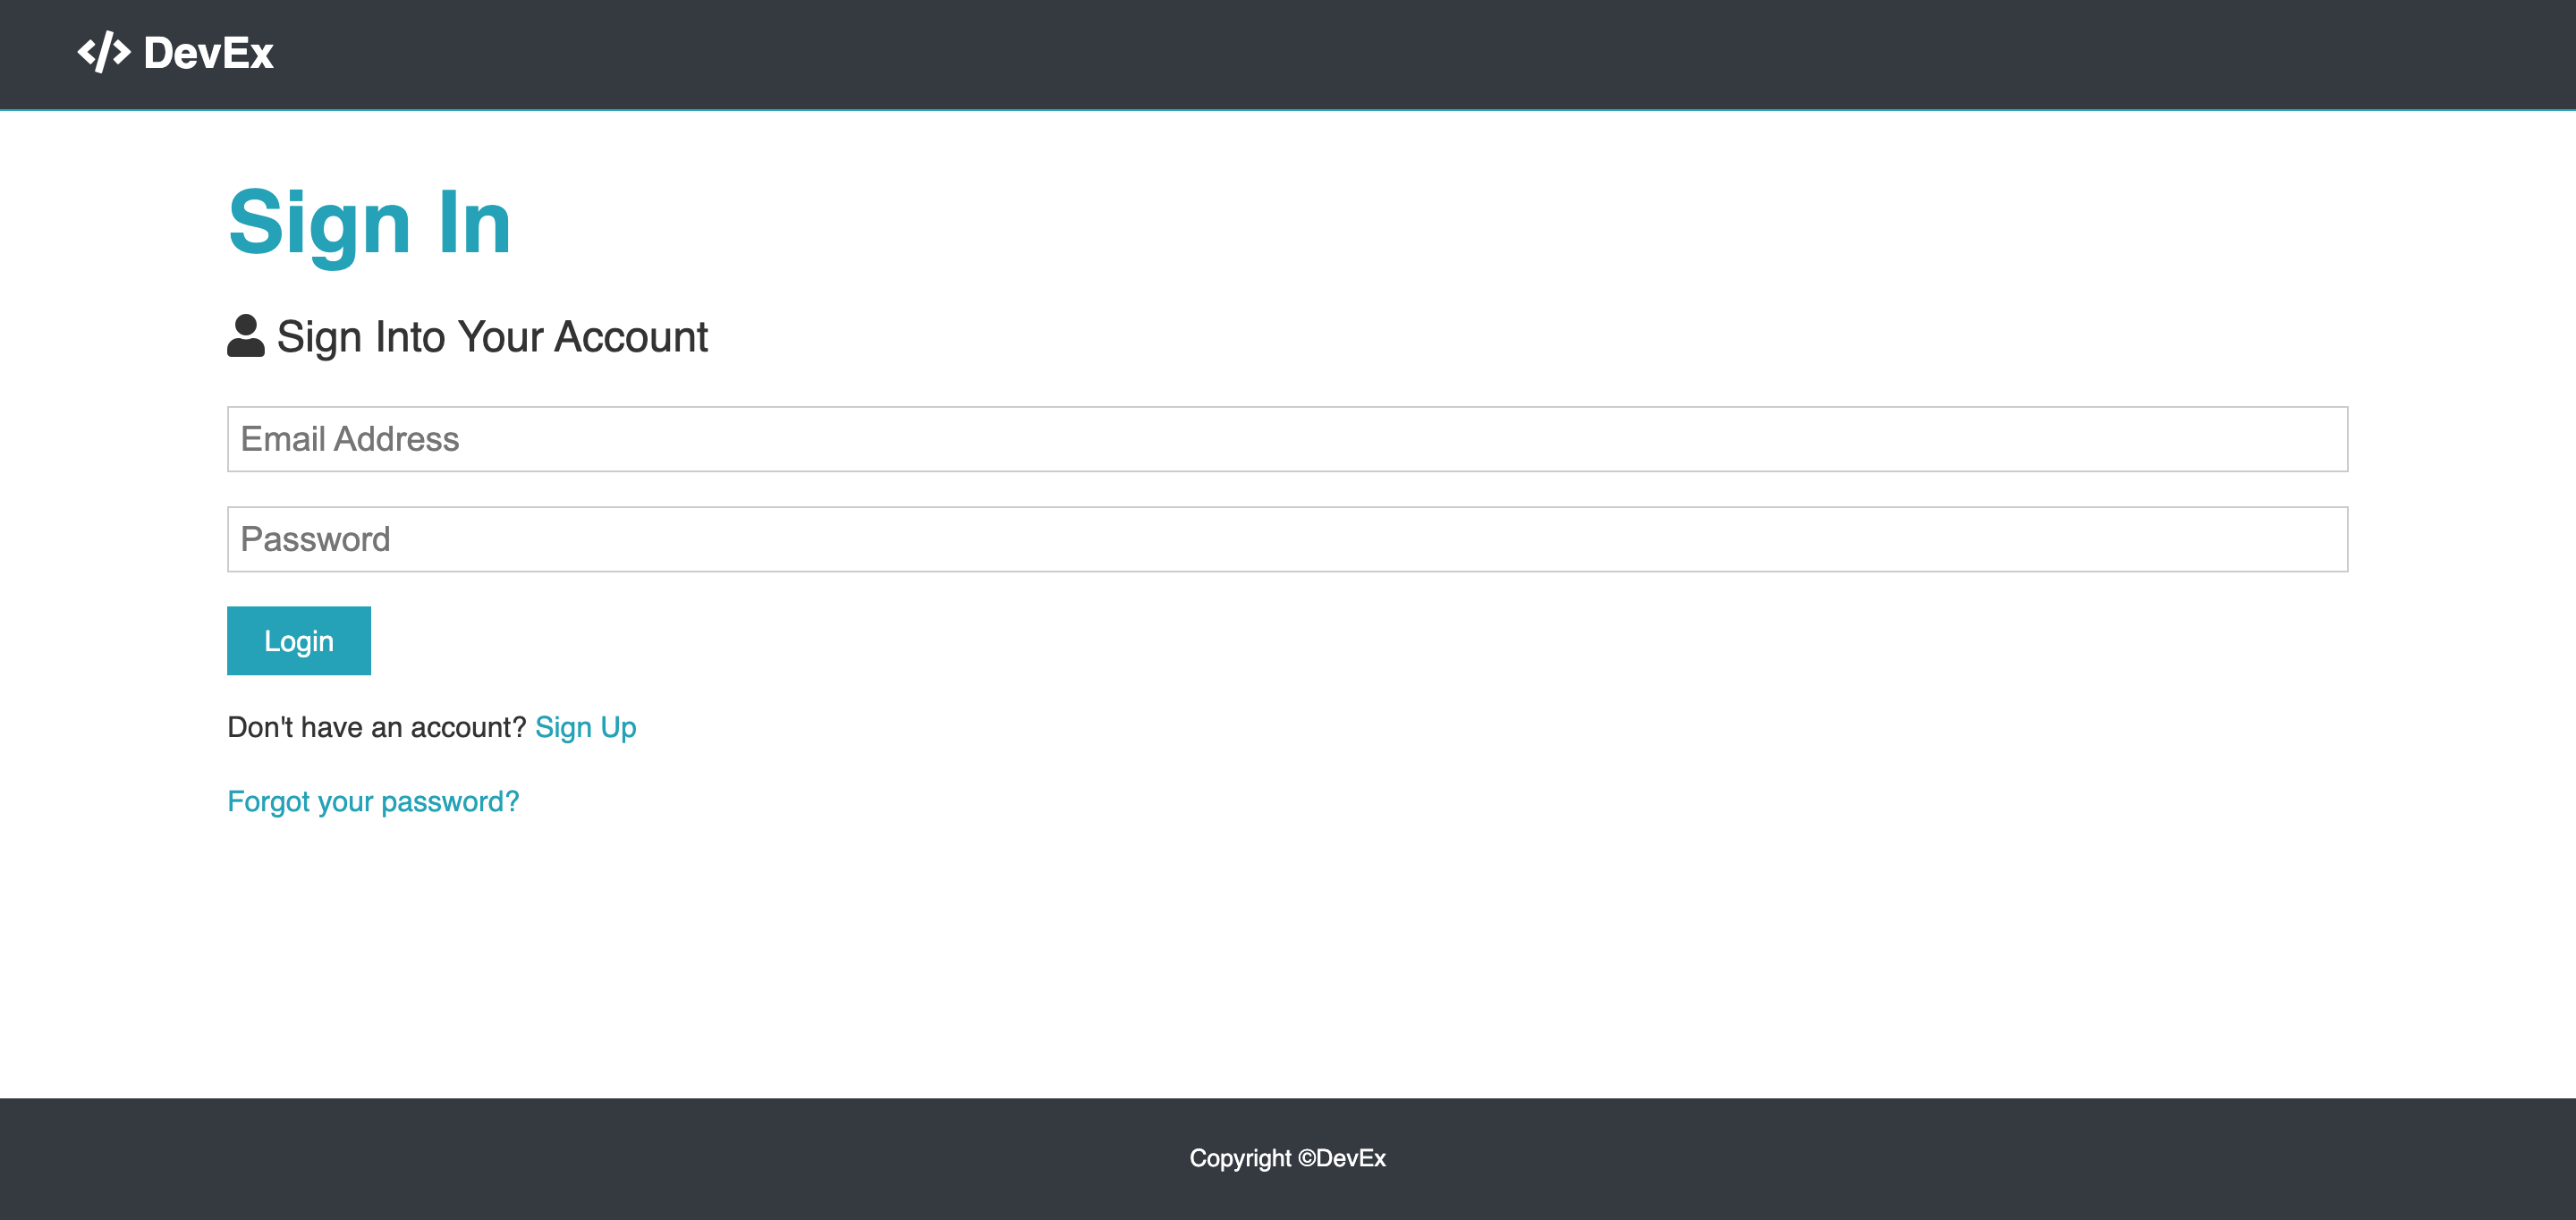 DevEx
Sign In
Sign Into Your Account
Email Address
Password
Login
Don't have an account? Sign Up
Forgot your password?
Copyright ©DevEx